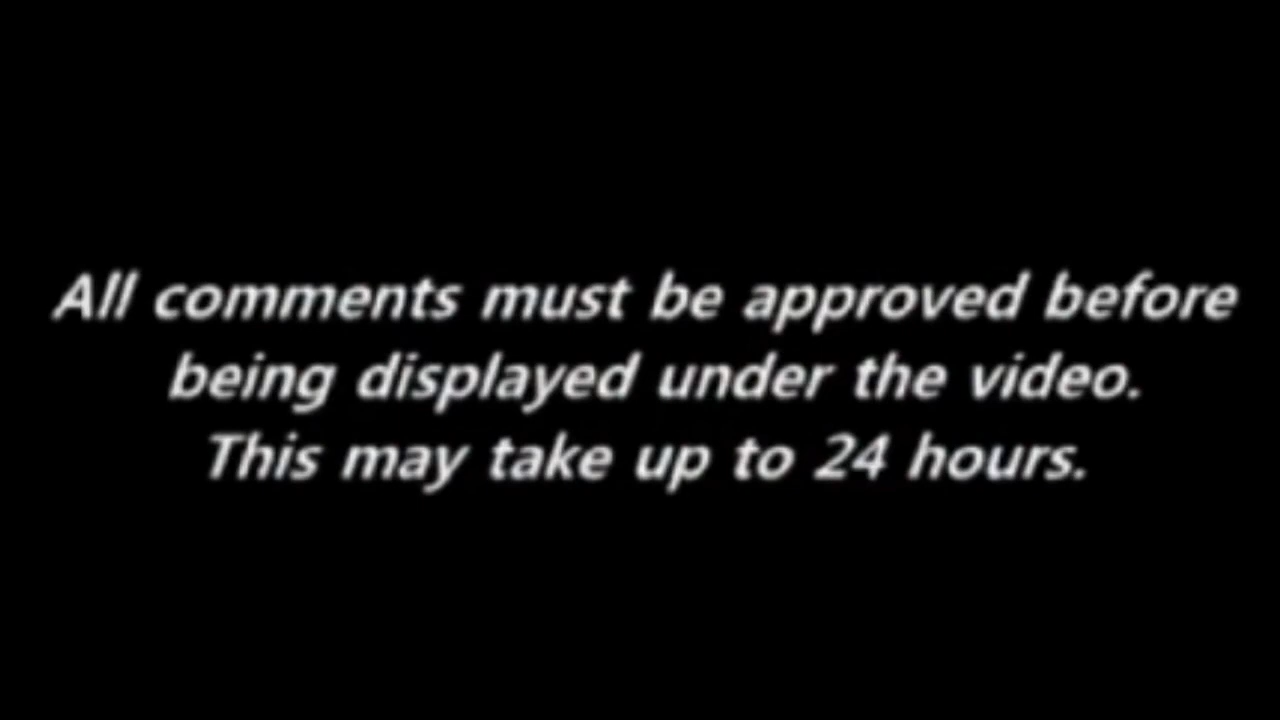 All comments must be approved before
being displayed under the video.
This may take up to 24 hours.